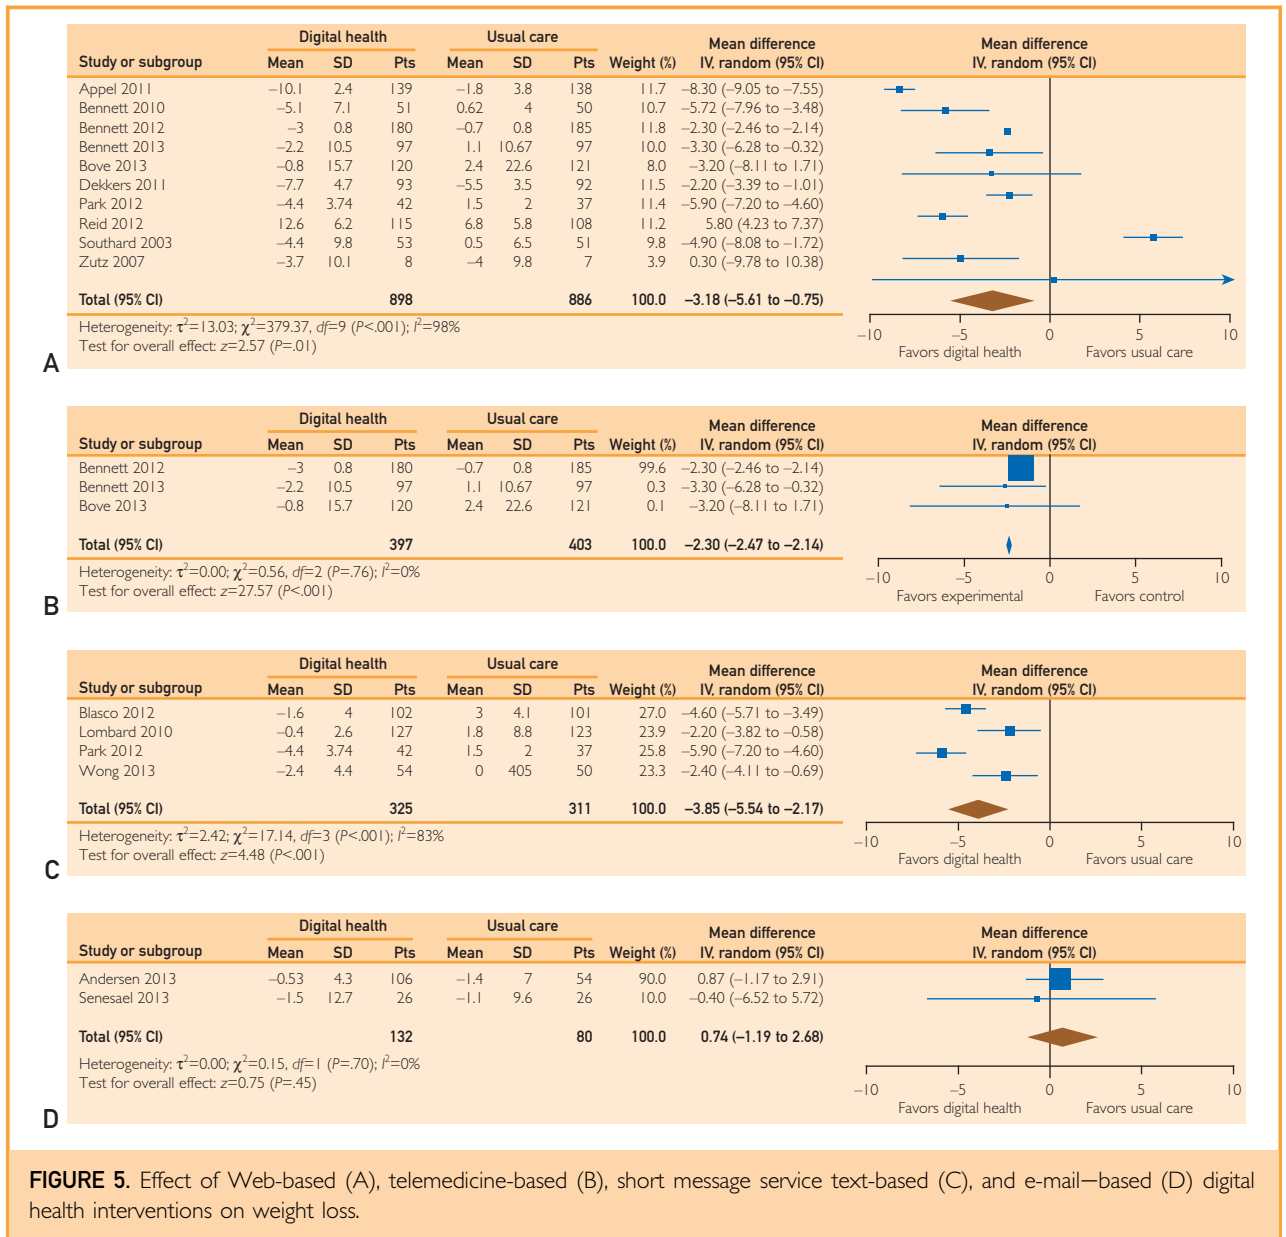 Digital health Usual care Mean difference Mean difference
Study or subgroup Mean SD Pts Mean SD Pts Weight (%) IV, random (95% CI) IV, random (95% CI)
Appel 2011 –10.1 2.4 139 –1.8 3.8 138 11.7 –8.30 (–9.05 to –7.55)
Bennett 2010 –5.1 7.1 51 0.62 4 50 10.7 –5.72 (–7.96 to –3.48)
Bennett 2012 –3 0.8 180 –0.7 0.8 185 11.8 –2.30 (–2.46 to –2.14)
Bennett 2013 –2.2 10.5 97 1.1 10.67 97 10.0 –3.30 (–6.28 to –0.32)
Bove 2013 –0.8 15.7 120 2.4 22.6 121 8.0 –3.20 (–8.11 to 1.71)
Dekkers 2011 –7.7 4.7 93 –5.5 3.5 92 11.5 –2.20 (–3.39 to –1.01)
Park 2012 –4.4 3.74 42 1.5 2 37 11.4 –5.90 (–7.20 to –4.60)
Reid 2012 12.6 6.2 115 6.8 5.8 108 11.2 5.80 (4.23 to 7.37)
Southard 2003 –4.4 9.8 53 0.5 6.5 51 9.8 –4.90 (–8.08 to –1.72)
Zutz 2007 –3.7 10.1 8 –4 9.8 7 3.9 0.30 (–9.78 to 10.38)
Total (95% CI) 898 886 100.0 –3.18 (–5.61 to –0.75)
Heterogeneity: τ²=13.03; χ²=379.37, df=9 (P<.001); I²=98%
Test for overall effect: z=2.57 (P=.01)
–10 –5 0 5 10
Favors digital health Favors usual care
A
Digital health Usual care Mean difference Mean difference
Study or subgroup Mean SD Pts Mean SD Pts Weight (%) IV, random (95% CI) IV, random (95% CI)
Bennett 2012 –3 0.8 180 –0.7 0.8 185 99.6 –2.30 (–2.46 to –2.14)
Bennett 2013 –2.2 10.5 97 1.1 10.67 97 0.3 –3.30 (–6.28 to –0.32)
Bove 2013 –0.8 15.7 120 2.4 22.6 121 0.1 –3.20 (–8.11 to 1.71)
Total (95% CI) 397 403 100.0 –2.30 (–2.47 to –2.14)
Heterogeneity: τ²=0.00; χ²=0.56, df=2 (P=.76); I²=0%
Test for overall effect: z=27.57 (P<.001)
–10 –5 0 5 10
Favors experimental Favors control
B
Digital health Usual care Mean difference Mean difference
Study or subgroup Mean SD Pts Mean SD Pts Weight (%) IV, random (95% CI) IV, random (95% CI)
Blasco 2012 –1.6 4 102 3 4.1 101 27.0 –4.60 (–5.71 to –3.49)
Lombard 2010 –0.4 2.6 127 1.8 8.8 123 23.9 –2.20 (–3.82 to –0.58)
Park 2012 –4.4 3.74 42 1.5 2 37 25.8 –5.90 (–7.20 to –4.60)
Wong 2013 –2.4 4.4 54 0 405 50 23.3 –2.40 (–4.11 to –0.69)
Total (95% CI) 325 311 100.0 –3.85 (–5.54 to –2.17)
Heterogeneity: τ²=2.42; χ²=17.14, df=3 (P<.001); I²=83%
Test for overall effect: z=4.48 (P<.001)
–10 –5 0 5 10
Favors digital health Favors usual care
C
Digital health Usual care Mean difference Mean difference
Study or subgroup Mean SD Pts Mean SD Pts Weight (%) IV, random (95% CI) IV, random (95% CI)
Andersen 2013 –0.53 4.3 106 –1.4 7 54 90.0 0.87 (–1.17 to 2.91)
Senesael 2013 –1.5 12.7 26 –1.1 9.6 26 10.0 –0.40 (–6.52 to 5.72)
Total (95% CI) 132 80 100.0 0.74 (–1.19 to 2.68)
Heterogeneity: τ²=0.00; χ²=0.15, df=1 (P=.70); I²=0%
Test for overall effect: z=0.75 (P=.45)
–10 –5 0 5 10
Favors digital health Favors usual care
D
FIGURE 5. Effect of Web-based (A), telemedicine-based (B), short message service text-based (C), and e-mail–based (D) digital
health interventions on weight loss.